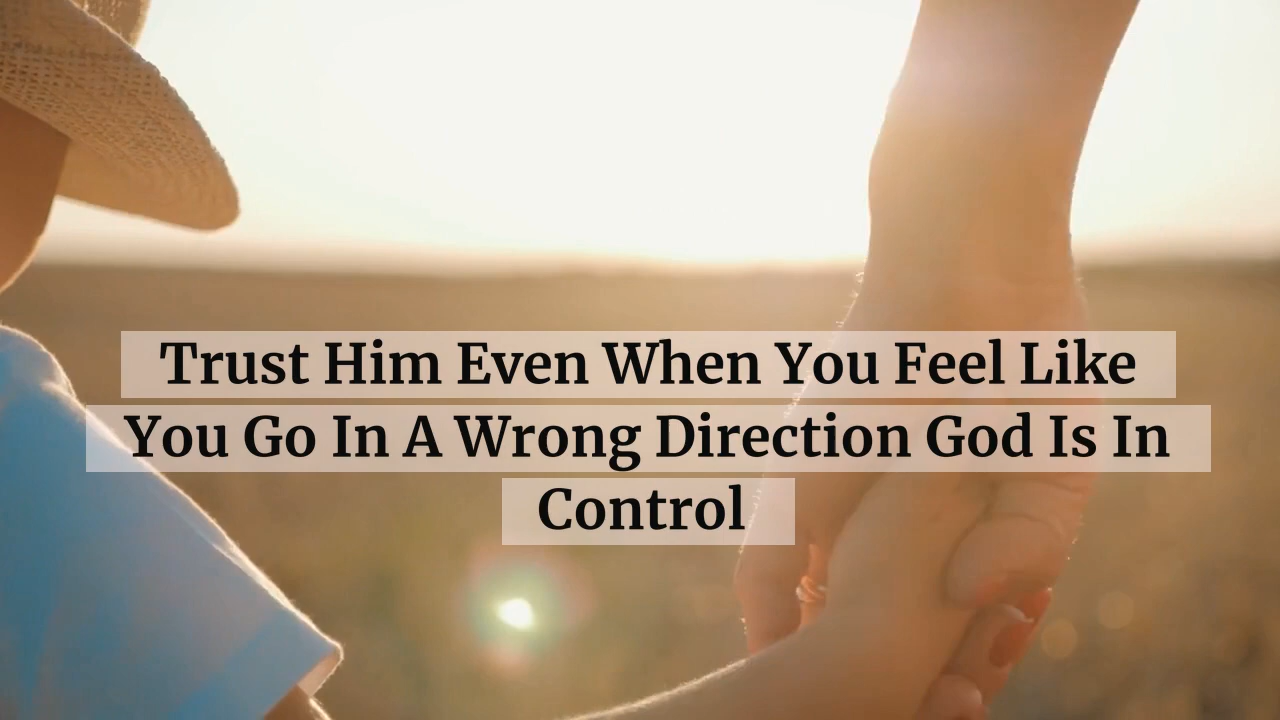 Trust Him Even When You Feel Like
You Go In A Wrong Direction God Is In
Control